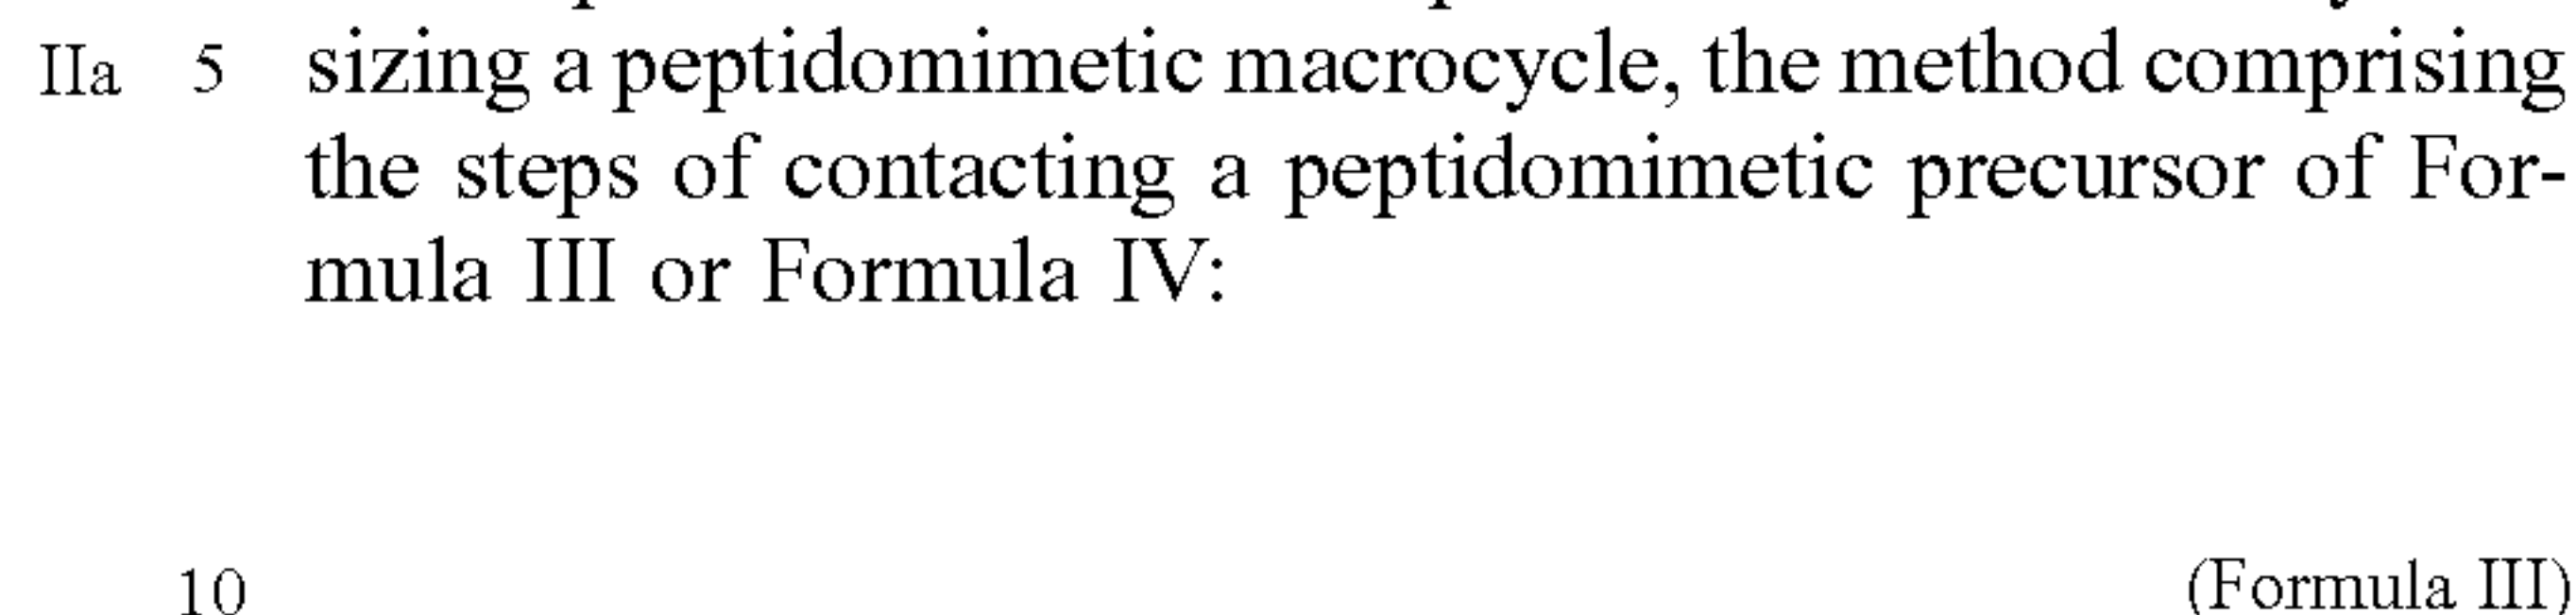 IIa 5 sizing a peptidomimetic macrocycle, the method comprising
the steps of contacting a peptidomimetic precursor of For-
mula III or Formula IV:
10 (Formula III)